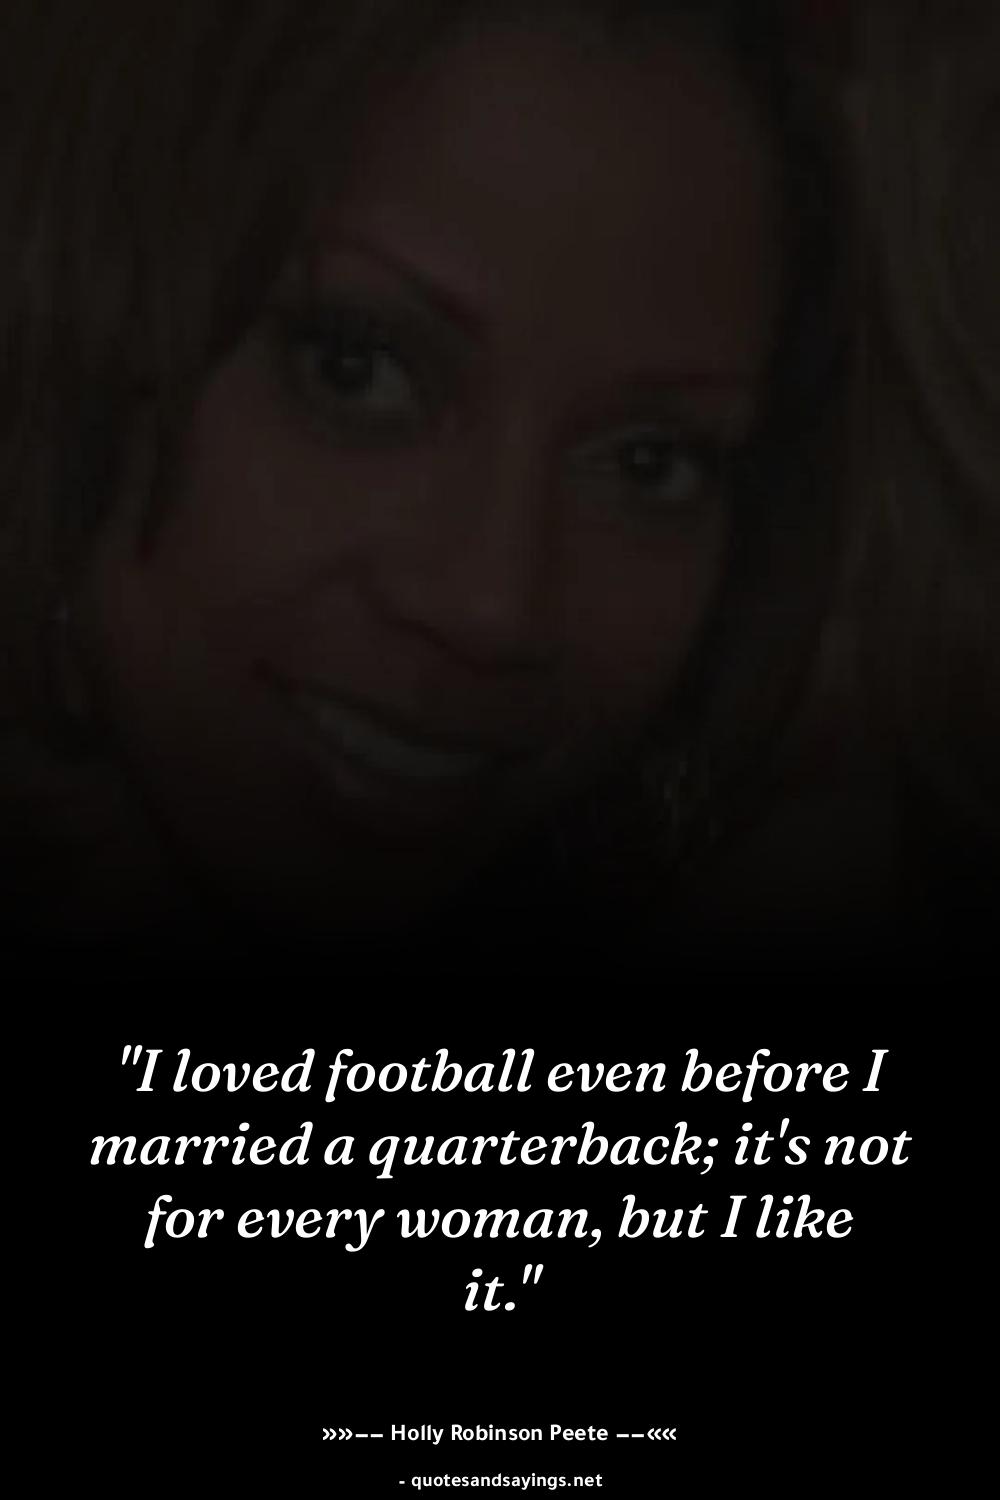 "I loved football even before I
married a quarterback; it's not
for every woman, but I like
it."
»»–– Holly Robinson Peete ––««
- quotesandsayings.net